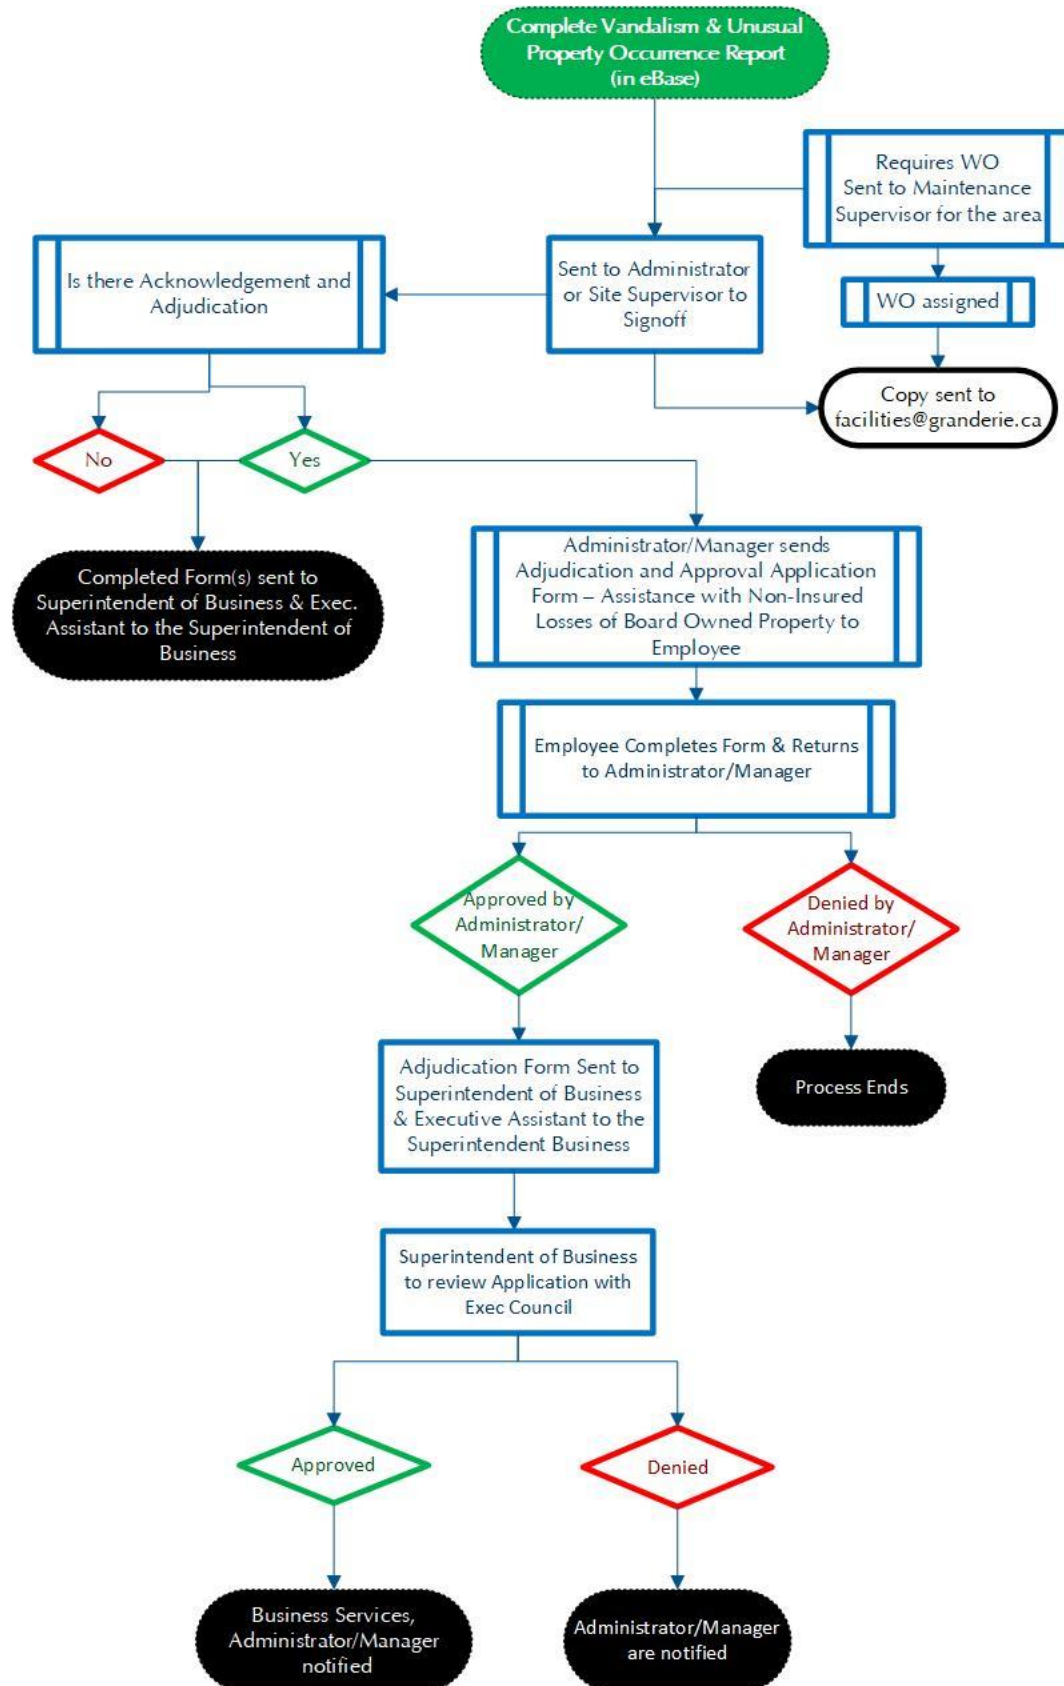 Complete Vandalism & Unusual
Property Occurrence Report
(in eBase)
Requires WO
Sent to Maintenance
Supervisor for the area
Is there Acknowledgement and
Adjudication
Sent to Administrator
or Site Supervisor to
Signoff
WO assigned
Copy sent to
facilities@granderie.ca
No
Yes
Completed Form(s) sent to
Superintendent of Business & Exec.
Assistant to the Superintendent of
Business
Administrator/Manager sends
Adjudication and Approval Application
Form – Assistance with Non-Insured
Losses of Board Owned Property to
Employee
Employee Completes Form & Returns
to Administrator/Manager
Approved by
Administrator/
Manager
Denied by
Administrator/
Manager
Adjudication Form Sent to
Superintendent of Business
& Executive Assistant to the
Superintendent Business
Process Ends
Superintendent of Business
to review Application with
Exec Council
Approved
Denied
Business Services,
Administrator/Manager
notified
Administrator/Manager
are notified